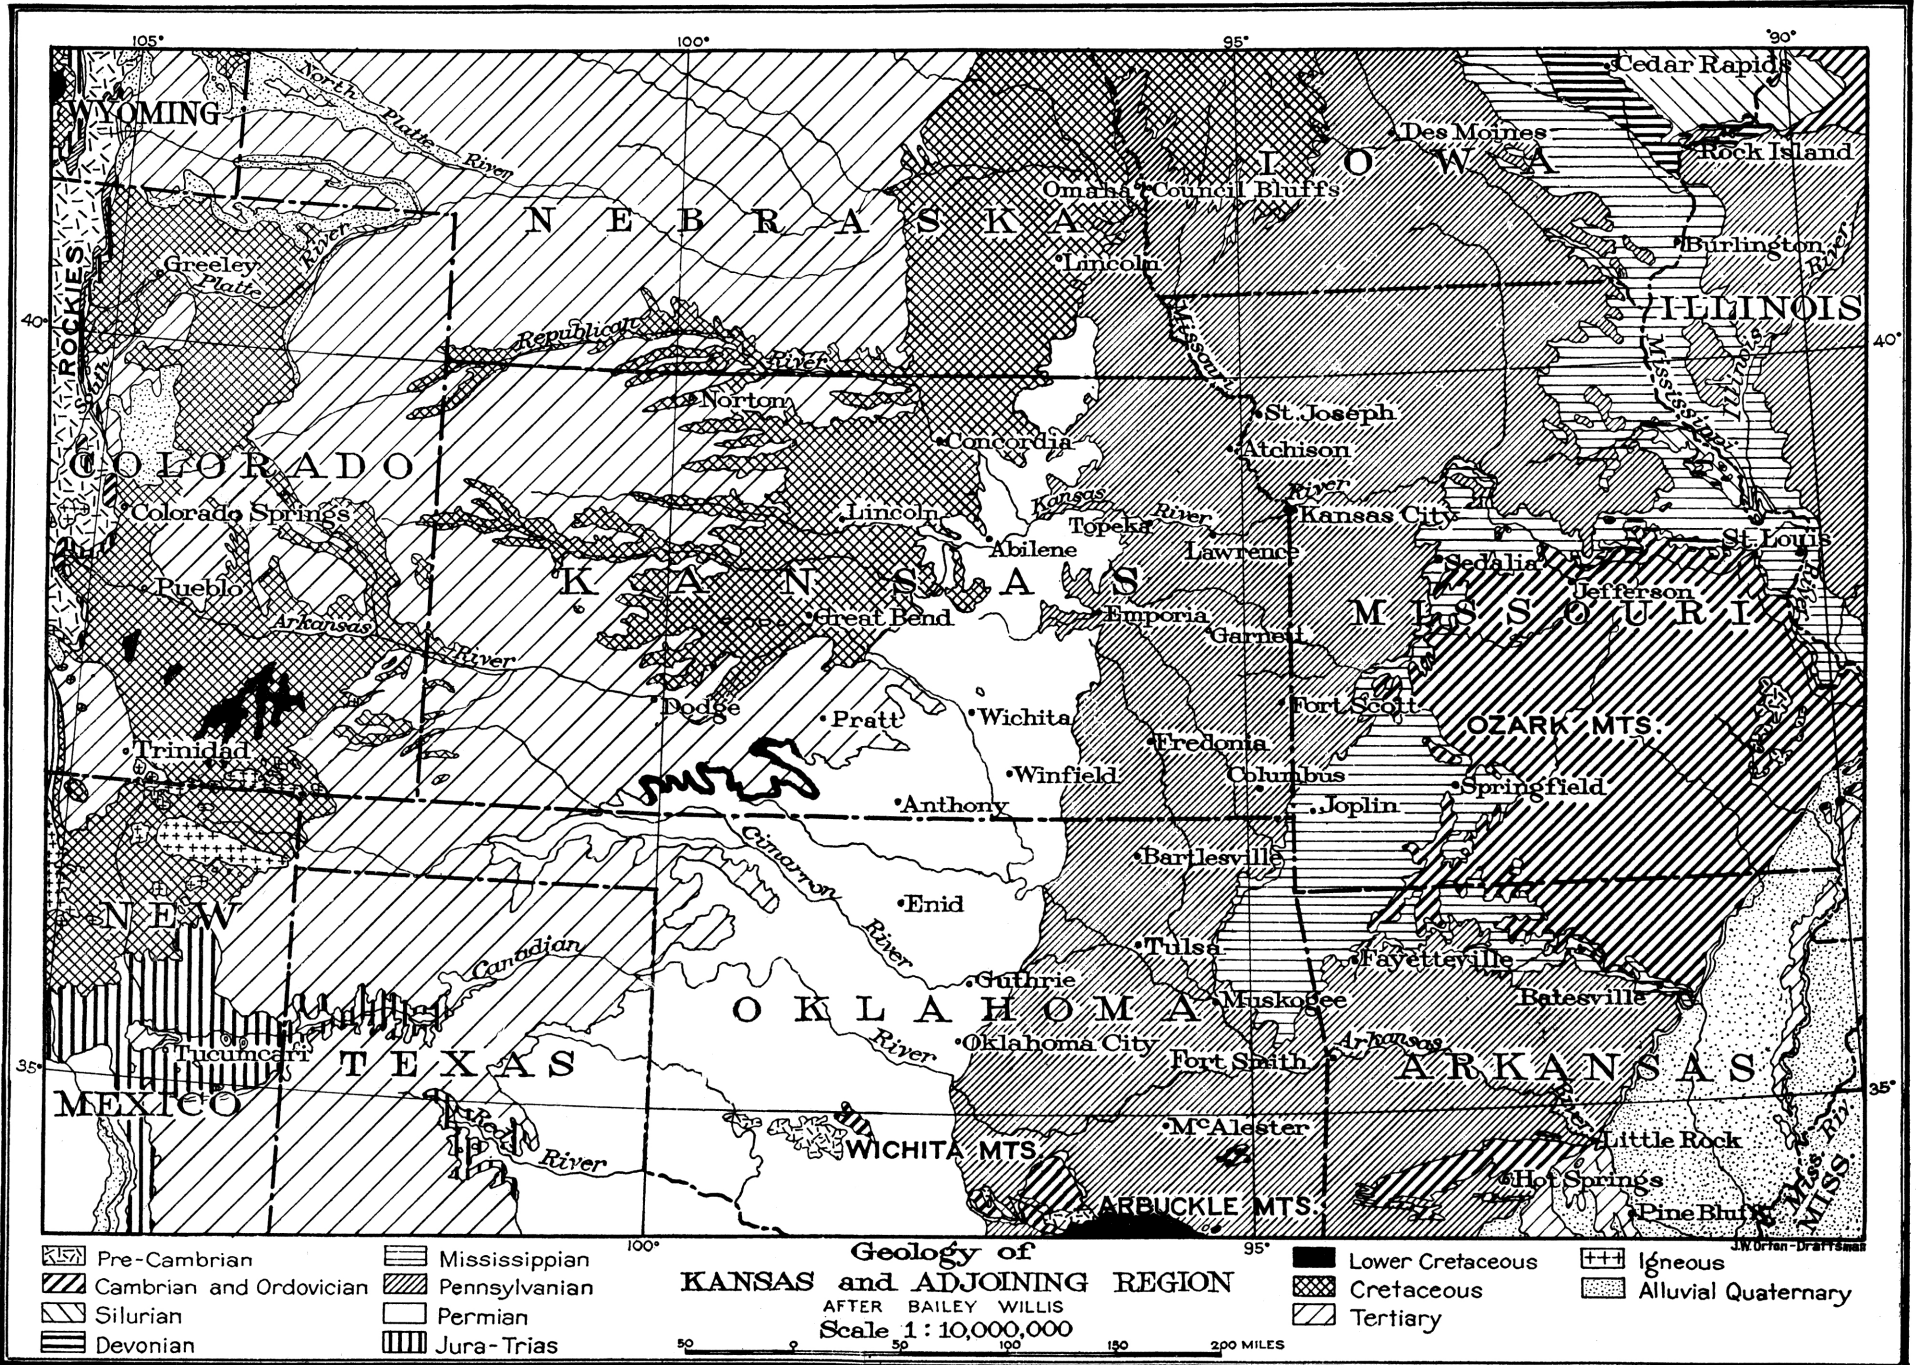 105° 100° 95° 90°
Cedar Rapids
North Platte River
WYOMING
Des Moines
Rock Island
IOWA
Omaha Council Bluffs
NEBRASKA
Burlington
River
Lincoln
Greeley
Platte
River
ROCKIES
South
ILLINOIS
40° 40°
Republican River
Missouri
Mississippi
Illinois
Norton
St. Joseph
Concordia
Atchison
COLORADO
River
Kansas River
Colorado Springs
Lincoln
Topeka
Kansas City
St. Louis
Abilene
Lawrence
Sedalia
KANSAS
Pueblo
Jefferson
River
MISSOURI
Great Bend
Emporia
Arkansas River
Garnett
Dodge
Pratt
Wichita
Fort Scott
OZARK MTS.
Trinidad
Fredonia
Winfield
Columbus
Springfield
Anthony
Joplin
Cimarron River
Bartlesville
Enid
NEW
Canadian
Tulsa
Fayetteville
Guthrie
Muskogee
Batesville
OKLAHOMA
River
Oklahoma City
Arkansas
River
Tucumcari
TEXAS
Fort Smith
ARKANSAS
35° 35°
MEXICO
Red River
McAlester
WICHITA MTS.
Little Rock
Miss. Riv.
MISS.
Hot Springs
ARBUCKLE MTS.
Pine Bluff
100° 95°
J.W. Orton-Draftsman
Geology of
KANSAS and ADJOINING REGION
AFTER BAILEY WILLIS
Scale 1:10,000,000
50 0 50 100 150 200 MILES
Pre-Cambrian
Cambrian and Ordovician
Silurian
Devonian
Mississippian
Pennsylvanian
Permian
Jura-Trias
Lower Cretaceous
Cretaceous
Tertiary
Igneous
Alluvial Quaternary